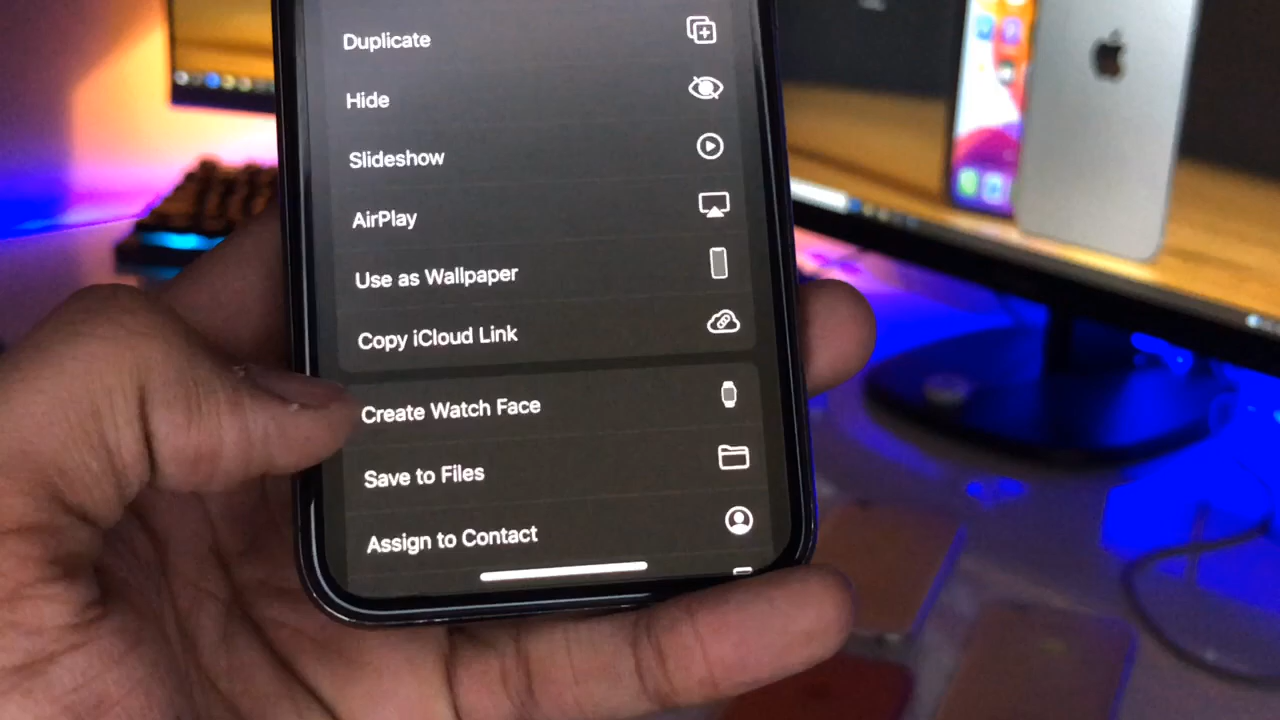 Duplicate
Hide
Slideshow
AirPlay
Use as Wallpaper
Copy iCloud Link
Create Watch Face
Save to Files
Assign to Contact